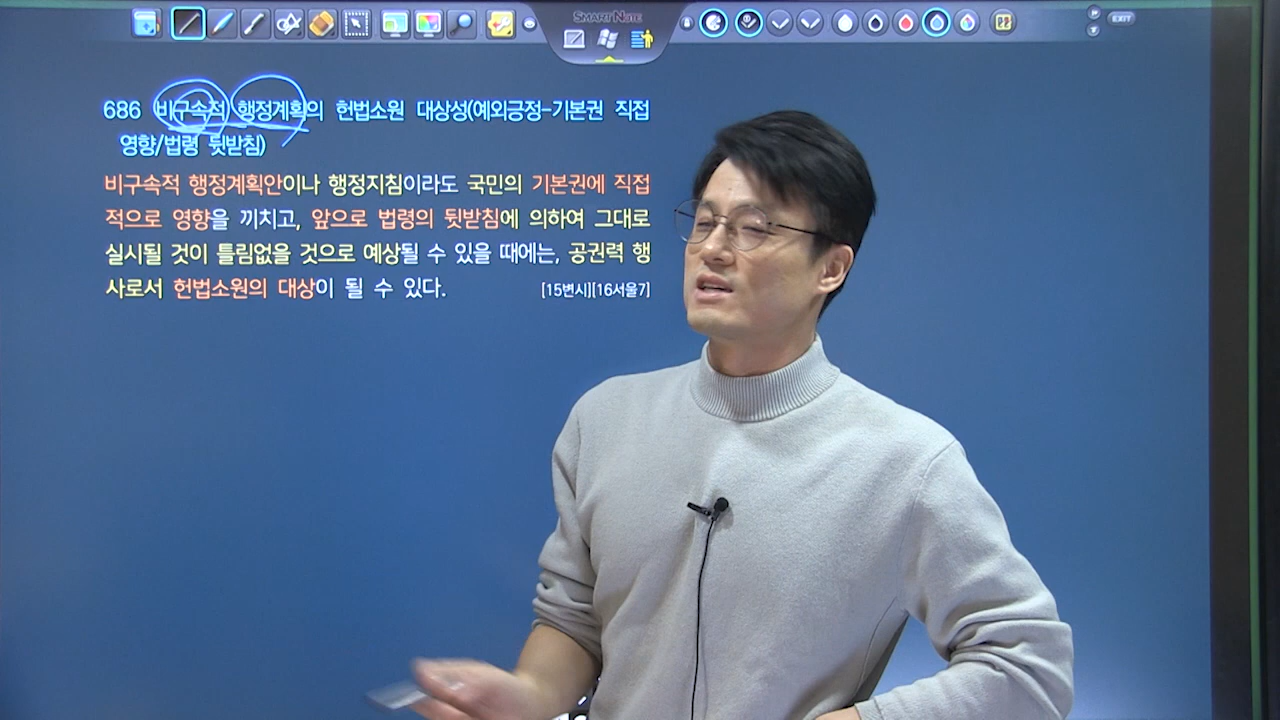 SMART NOTE
EXIT
686 비구속적 행정계획의 헌법소원 대상성(예외긍정-기본권 직접
영향/법령 뒷받침)
비구속적 행정계획안이나 행정지침이라도 국민의 기본권에 직접
적으로 영향을 끼치고, 앞으로 법령의 뒷받침에 의하여 그대로
실시될 것이 틀림없을 것으로 예상될 수 있을 때에는, 공권력 행
사로서 헌법소원의 대상이 될 수 있다.
[15변시][16서울7]